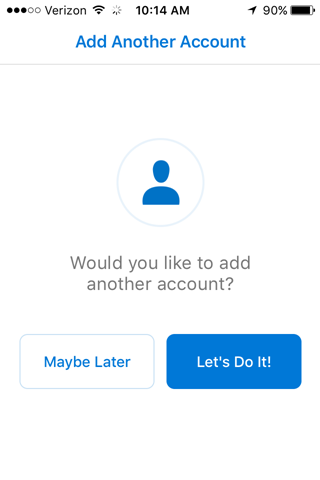 Verizon 10:14 AM 90%
Add Another Account
Would you like to add
another account?
Maybe Later Let's Do It!